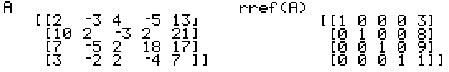 A rref(A)
[[2 -3 4 -5 13] [[1 0 0 0 3]
[10 2 -3 2 21] [0 1 0 0 8]
[7 -5 2 18 17] [0 0 1 0 9]
[3 -2 2 -4 7 ]] [0 0 0 1 1]]